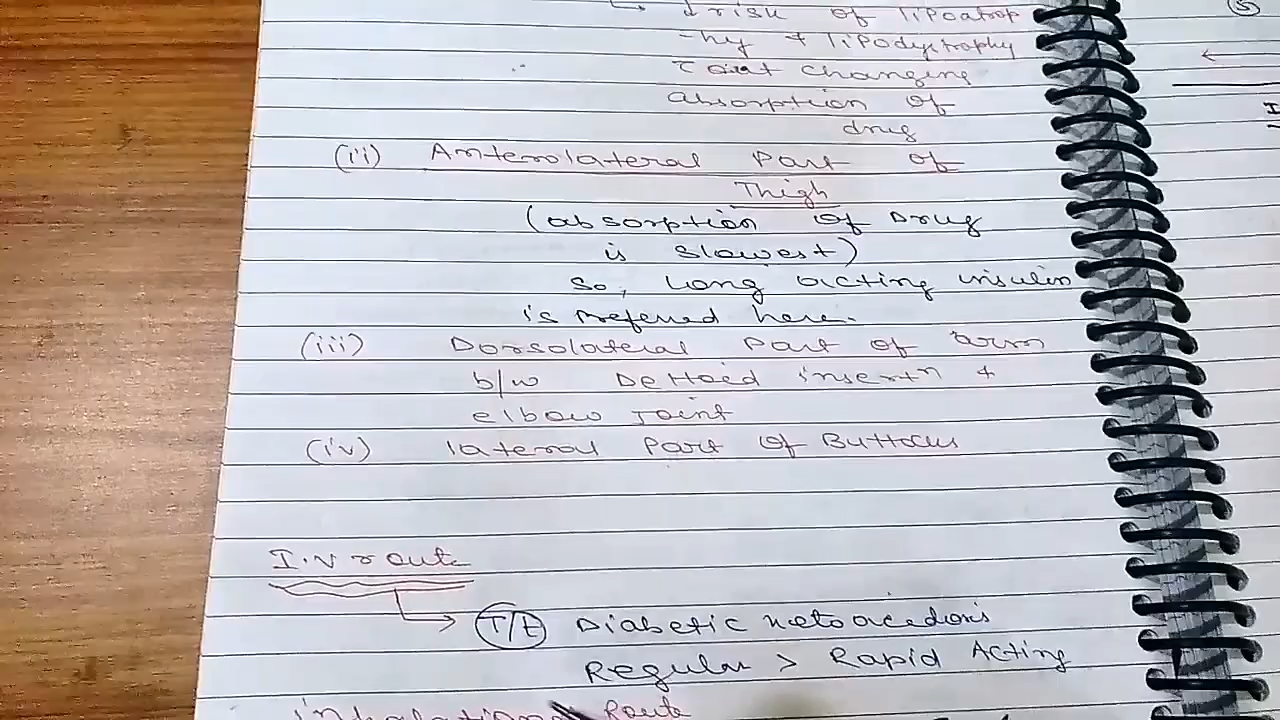 ↓ risk of lipoatrop
-hy + lipodystrophy
changing
absorption of
drug
(ii) Anterolateral Part of
Thigh
(absorption of Drug
is slowest)
So, Long acting insulin
is preferred here.
(iii) Dorsolateral Part of arm
b/w Deltoid insertn +
elbow Joint
(iv) lateral Part of Buttocks
I.V route
T/t Diabetic ketoacedosis
Regular > Rapid Acting
Route
5